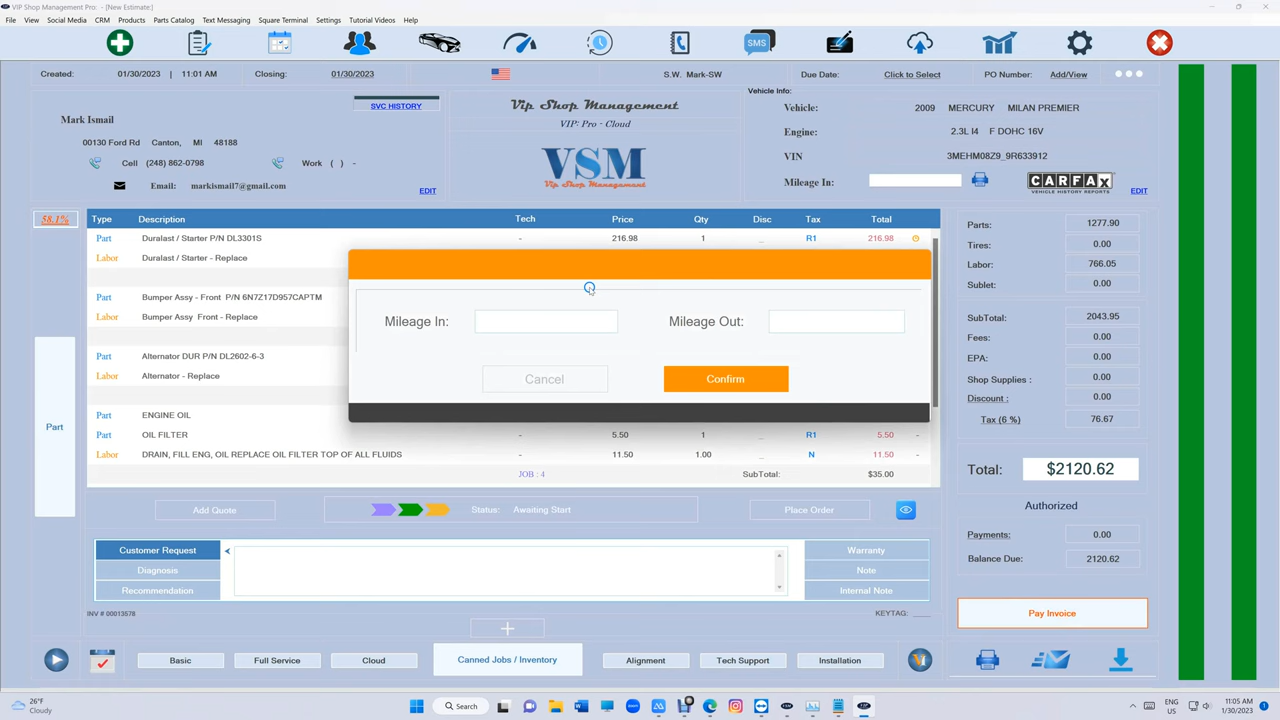 VIP Shop Management Pro: - [New Estimate:]
File View Social Media CRM Products Parts Catalog Text Messaging Square Terminal Settings Tutorial Videos Help
SMS
Created: 01/30/2023 | 11:01 AM Closing: 01/30/2023 S.W. Mark-SW Due Date: Click to Select PO Number: Add/View
Vehicle Info:
SVC HISTORY
Mark Ismail
00130 Ford Rd Canton, MI 48188
Cell (248) 862-0798 Work ( ) -
Email: markismail7@gmail.com
EDIT
Vip Shop Management
VIP: Pro - Cloud
VSM
Vip Shop Management
Vehicle: 2009 MERCURY MILAN PREMIER
Engine: 2.3L I4 F DOHC 16V
VIN 3MEHM08Z9_9R633912
Mileage In:
CARFAX
VEHICLE HISTORY REPORTS
EDIT
58.1%
Type Description Tech Price Qty Disc Tax Total
Part Duralast / Starter P/N DL3301S - 216.98 1 _ R1 216.98
Labor Duralast / Starter - Replace
Part Bumper Assy - Front P/N 6N7Z17D957CAPTM
Labor Bumper Assy Front - Replace
Part Alternator DUR P/N DL2602-6-3
Labor Alternator - Replace
Part ENGINE OIL
Part OIL FILTER - 5.50 1 _ R1 5.50 -
Labor DRAIN, FILL ENG, OIL REPLACE OIL FILTER TOP OF ALL FLUIDS - 11.50 1.00 _ N 11.50 -
JOB : 4 SubTotal: $35.00
Part
Mileage In: Mileage Out:
Cancel Confirm
Parts: 1277.90
Tires: 0.00
Labor: 766.05
Sublet: 0.00
SubTotal: 2043.95
Fees: 0.00
EPA: 0.00
Shop Supplies : 0.00
Discount : 0.00
Tax (6 %) 76.67
Total: $2120.62
Authorized
Payments: 0.00
Balance Due: 2120.62
Pay Invoice
Add Quote Status: Awaiting Start Place Order
Customer Request
Diagnosis
Recommendation
Warranty
Note
Internal Note
INV # 00013578 KEYTAG: ____
Basic Full Service Cloud Canned Jobs / Inventory Alignment Tech Support Installation
26°F
Cloudy
Search
ENG
US
11:05 AM
1/30/2023